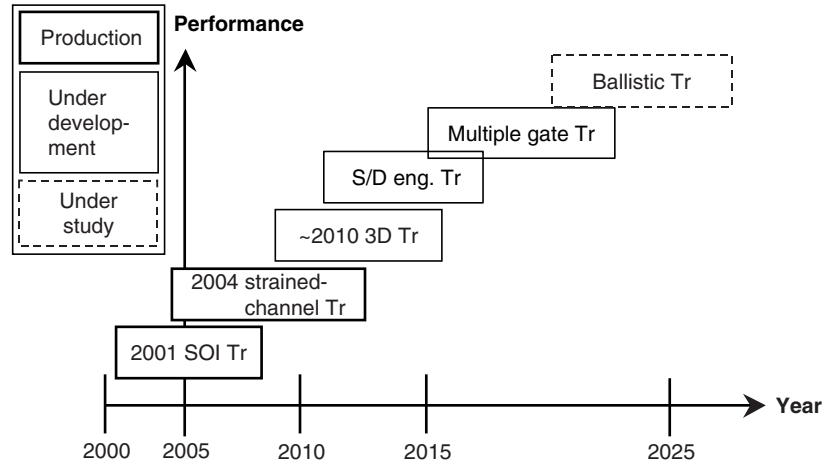 Production
Under
develop-
ment
Under
study
Performance
Ballistic Tr
Multiple gate Tr
S/D eng. Tr
~2010 3D Tr
2004 strained-
channel Tr
2001 SOI Tr
Year
2000 2005 2010 2015 2025